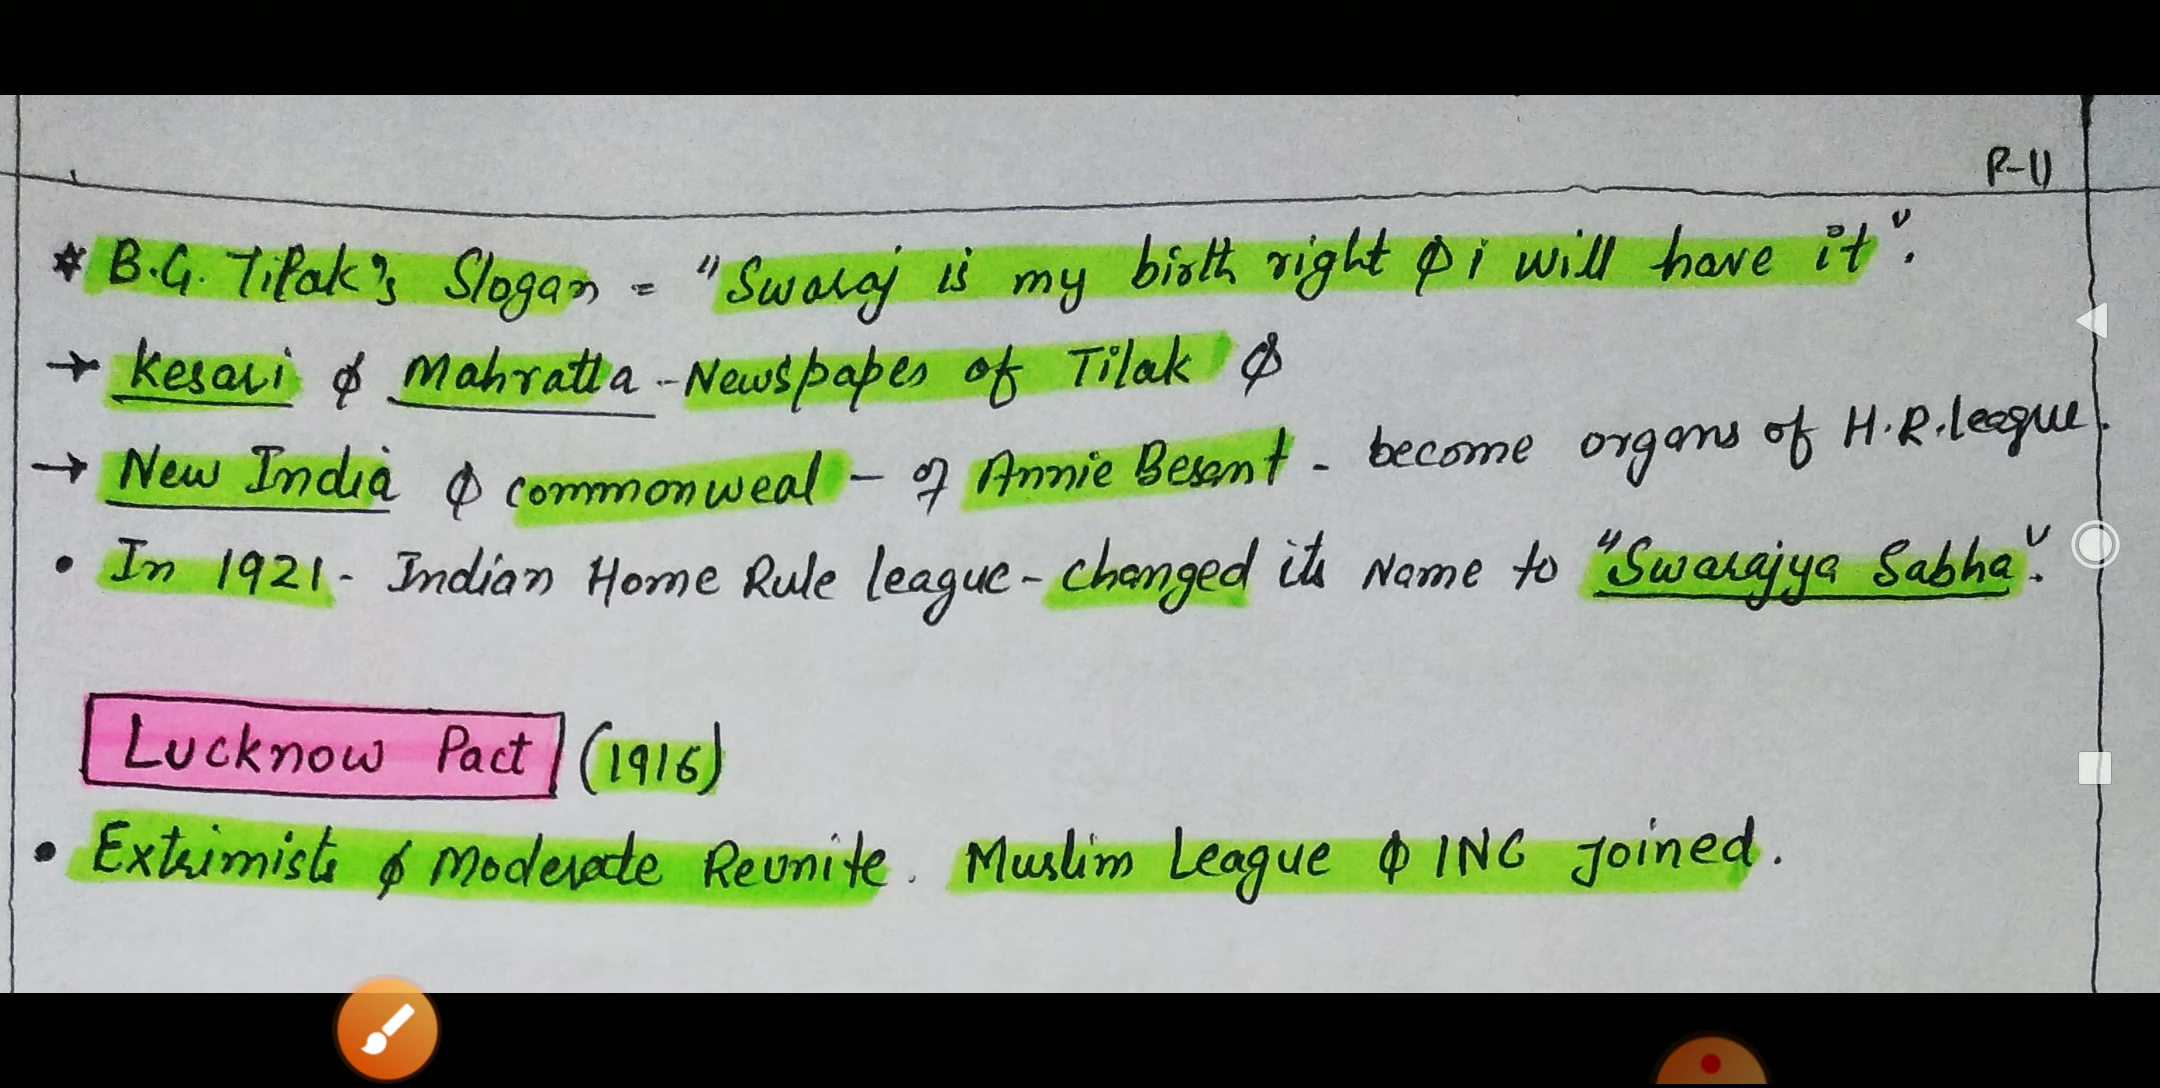 P-11
* B.G. Tilak's Slogan = "Swaraj is my birth right & i will have it".
→ Kesari & Mahratta - Newspapes of Tilak &
→ New India & commonweal - of Annie Besant - become organs of H.R. league.
• In 1921 - Indian Home Rule league - changed its Name to "Swarajya Sabha".
Lucknow Pact (1916)
• Extrimists & Moderate Reunite. Muslim League & INC Joined.